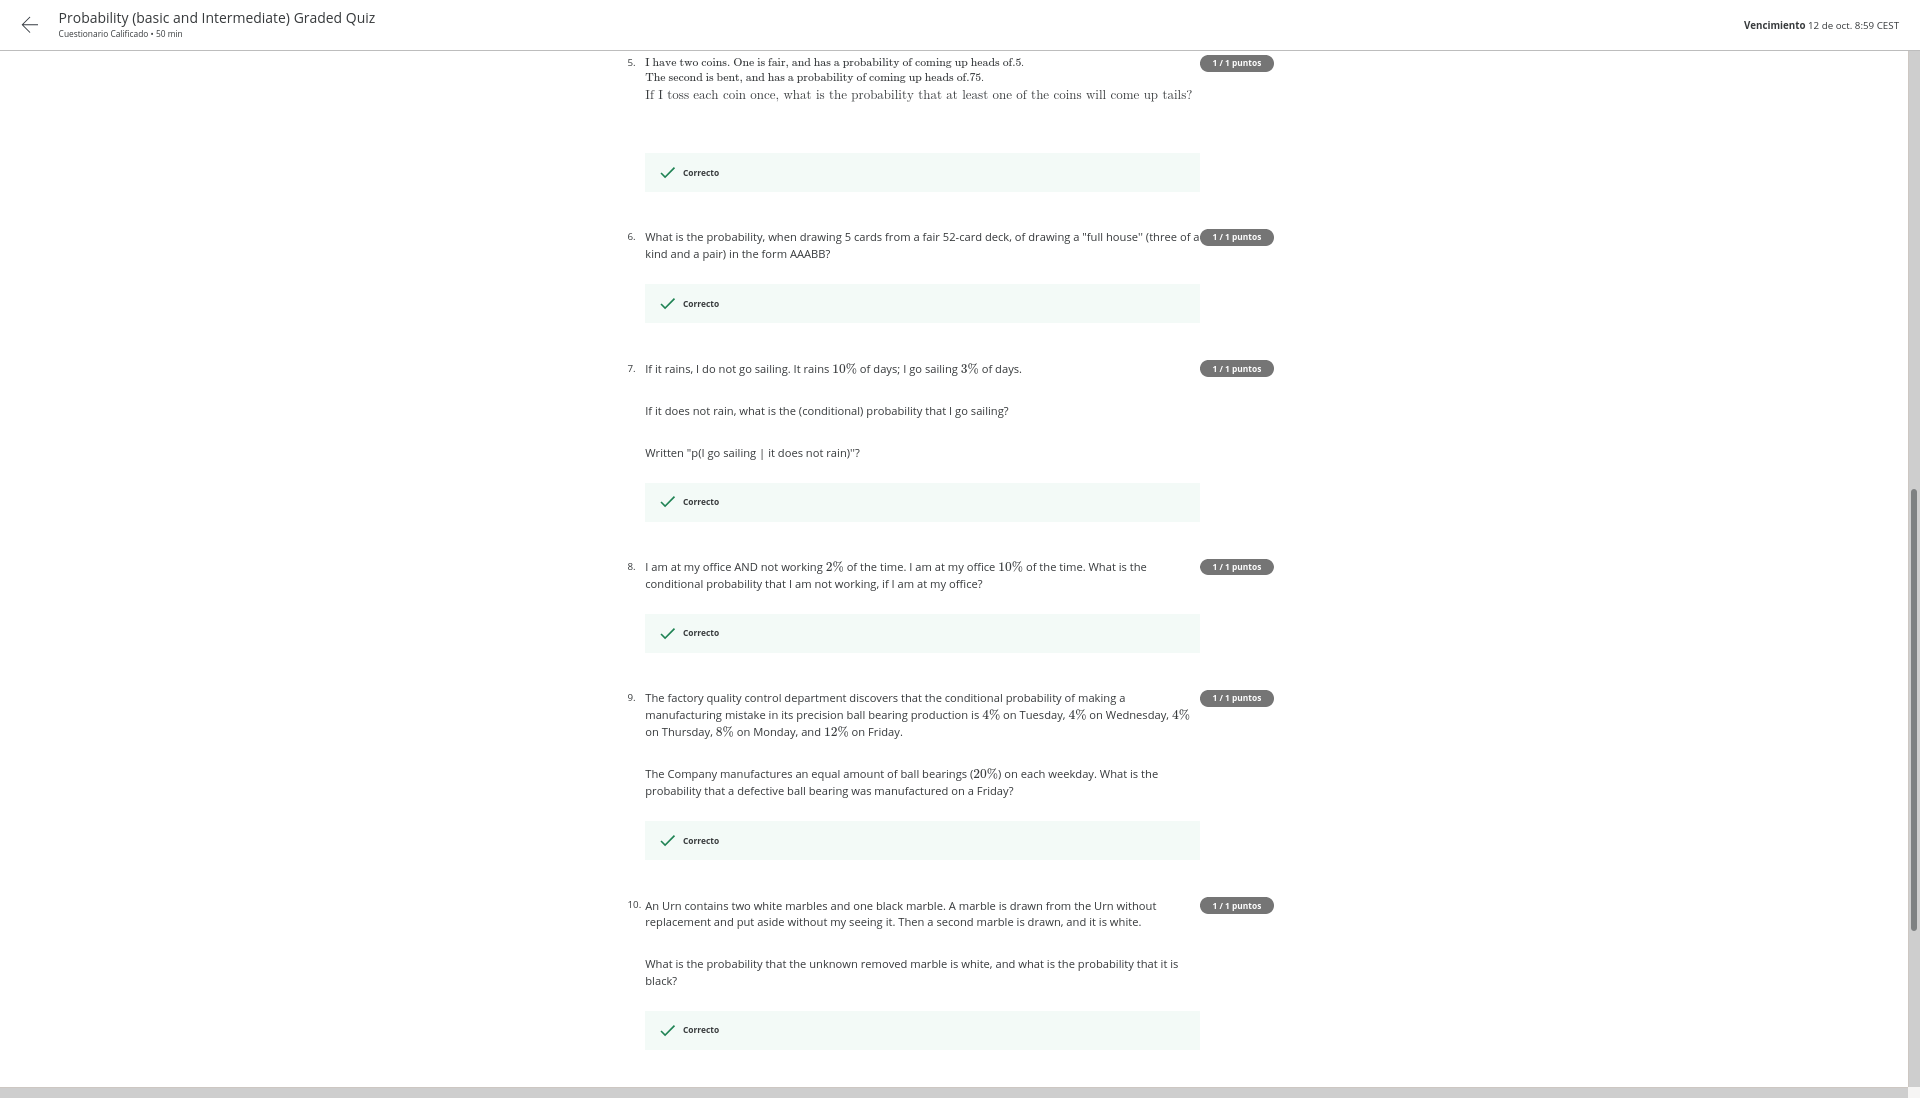 Probability (basic and Intermediate) Graded Quiz
Cuestionario Calificado • 50 min
Vencimiento 12 de oct. 8:59 CEST
5. I have two coins. One is fair, and has a probability of coming up heads of.5.
1 / 1 puntos
The second is bent, and has a probability of coming up heads of.75.
If I toss each coin once, what is the probability that at least one of the coins will come up tails?
Correcto
6. What is the probability, when drawing 5 cards from a fair 52-card deck, of drawing a "full house" (three of a
1 / 1 puntos
kind and a pair) in the form AAABB?
Correcto
7. If it rains, I do not go sailing. It rains 10% of days; I go sailing 3% of days.
1 / 1 puntos
If it does not rain, what is the (conditional) probability that I go sailing?
Written "p(I go sailing | it does not rain)"?
Correcto
8. I am at my office AND not working 2% of the time. I am at my office 10% of the time. What is the
1 / 1 puntos
conditional probability that I am not working, if I am at my office?
Correcto
9. The factory quality control department discovers that the conditional probability of making a
1 / 1 puntos
manufacturing mistake in its precision ball bearing production is 4% on Tuesday, 4% on Wednesday, 4%
on Thursday, 8% on Monday, and 12% on Friday.
The Company manufactures an equal amount of ball bearings (20%) on each weekday. What is the
probability that a defective ball bearing was manufactured on a Friday?
Correcto
10. An Urn contains two white marbles and one black marble. A marble is drawn from the Urn without
1 / 1 puntos
replacement and put aside without my seeing it. Then a second marble is drawn, and it is white.
What is the probability that the unknown removed marble is white, and what is the probability that it is
black?
Correcto